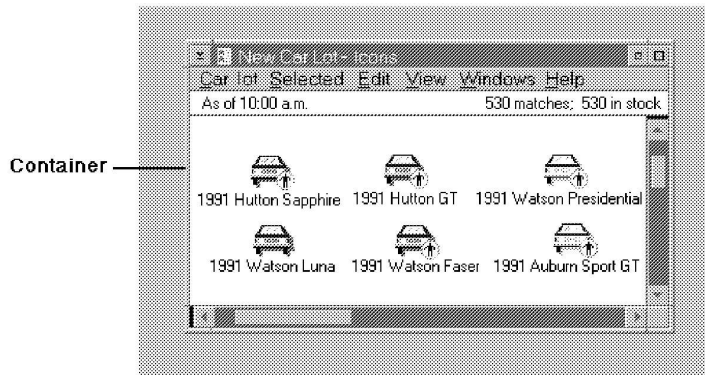 New Car Lot - Icons
Car lot Selected Edit View Windows Help
As of 10:00 a.m. 530 matches; 530 in stock
Container
1991 Hutton Sapphire 1991 Hutton GT 1991 Watson Presidential
1991 Watson Luna 1991 Watson Faser 1991 Auburn Sport GT